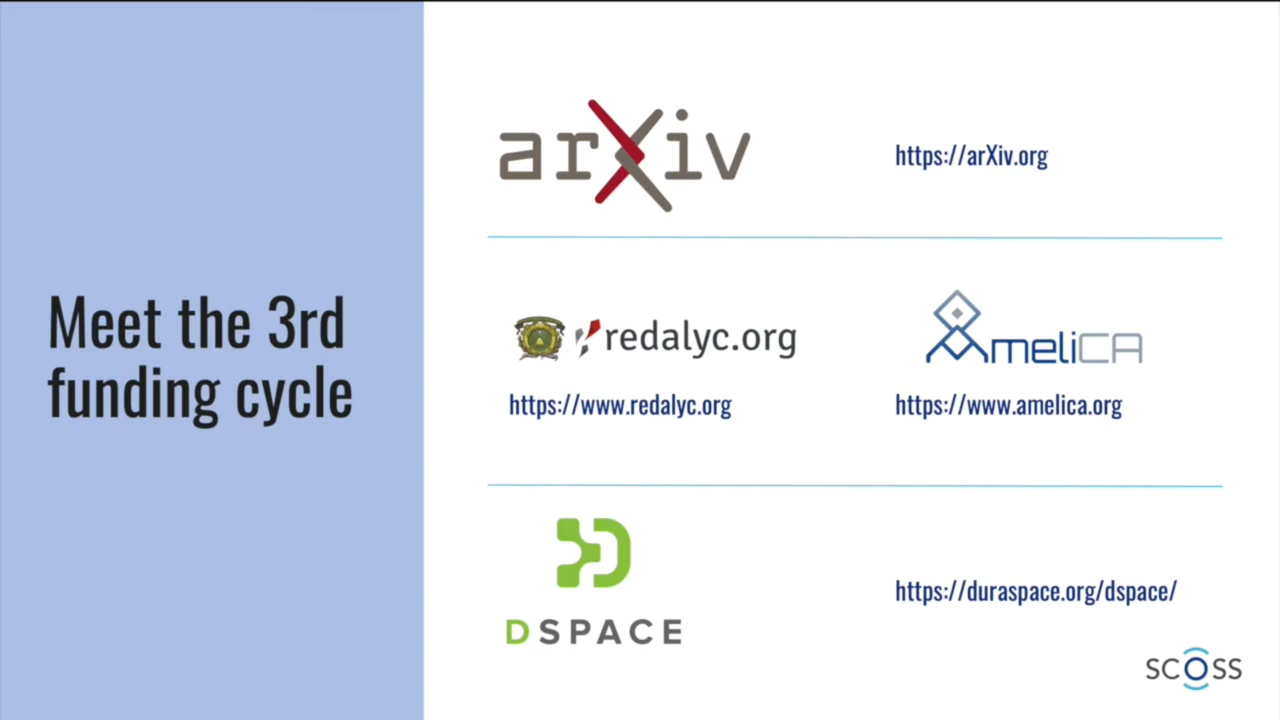 Meet the 3rd
funding cycle
arXiv
https://arXiv.org
redalyc.org
AmeliCA
https://www.redalyc.org
https://www.amelica.org
DSPACE
https://duraspace.org/dspace/
SCOSS